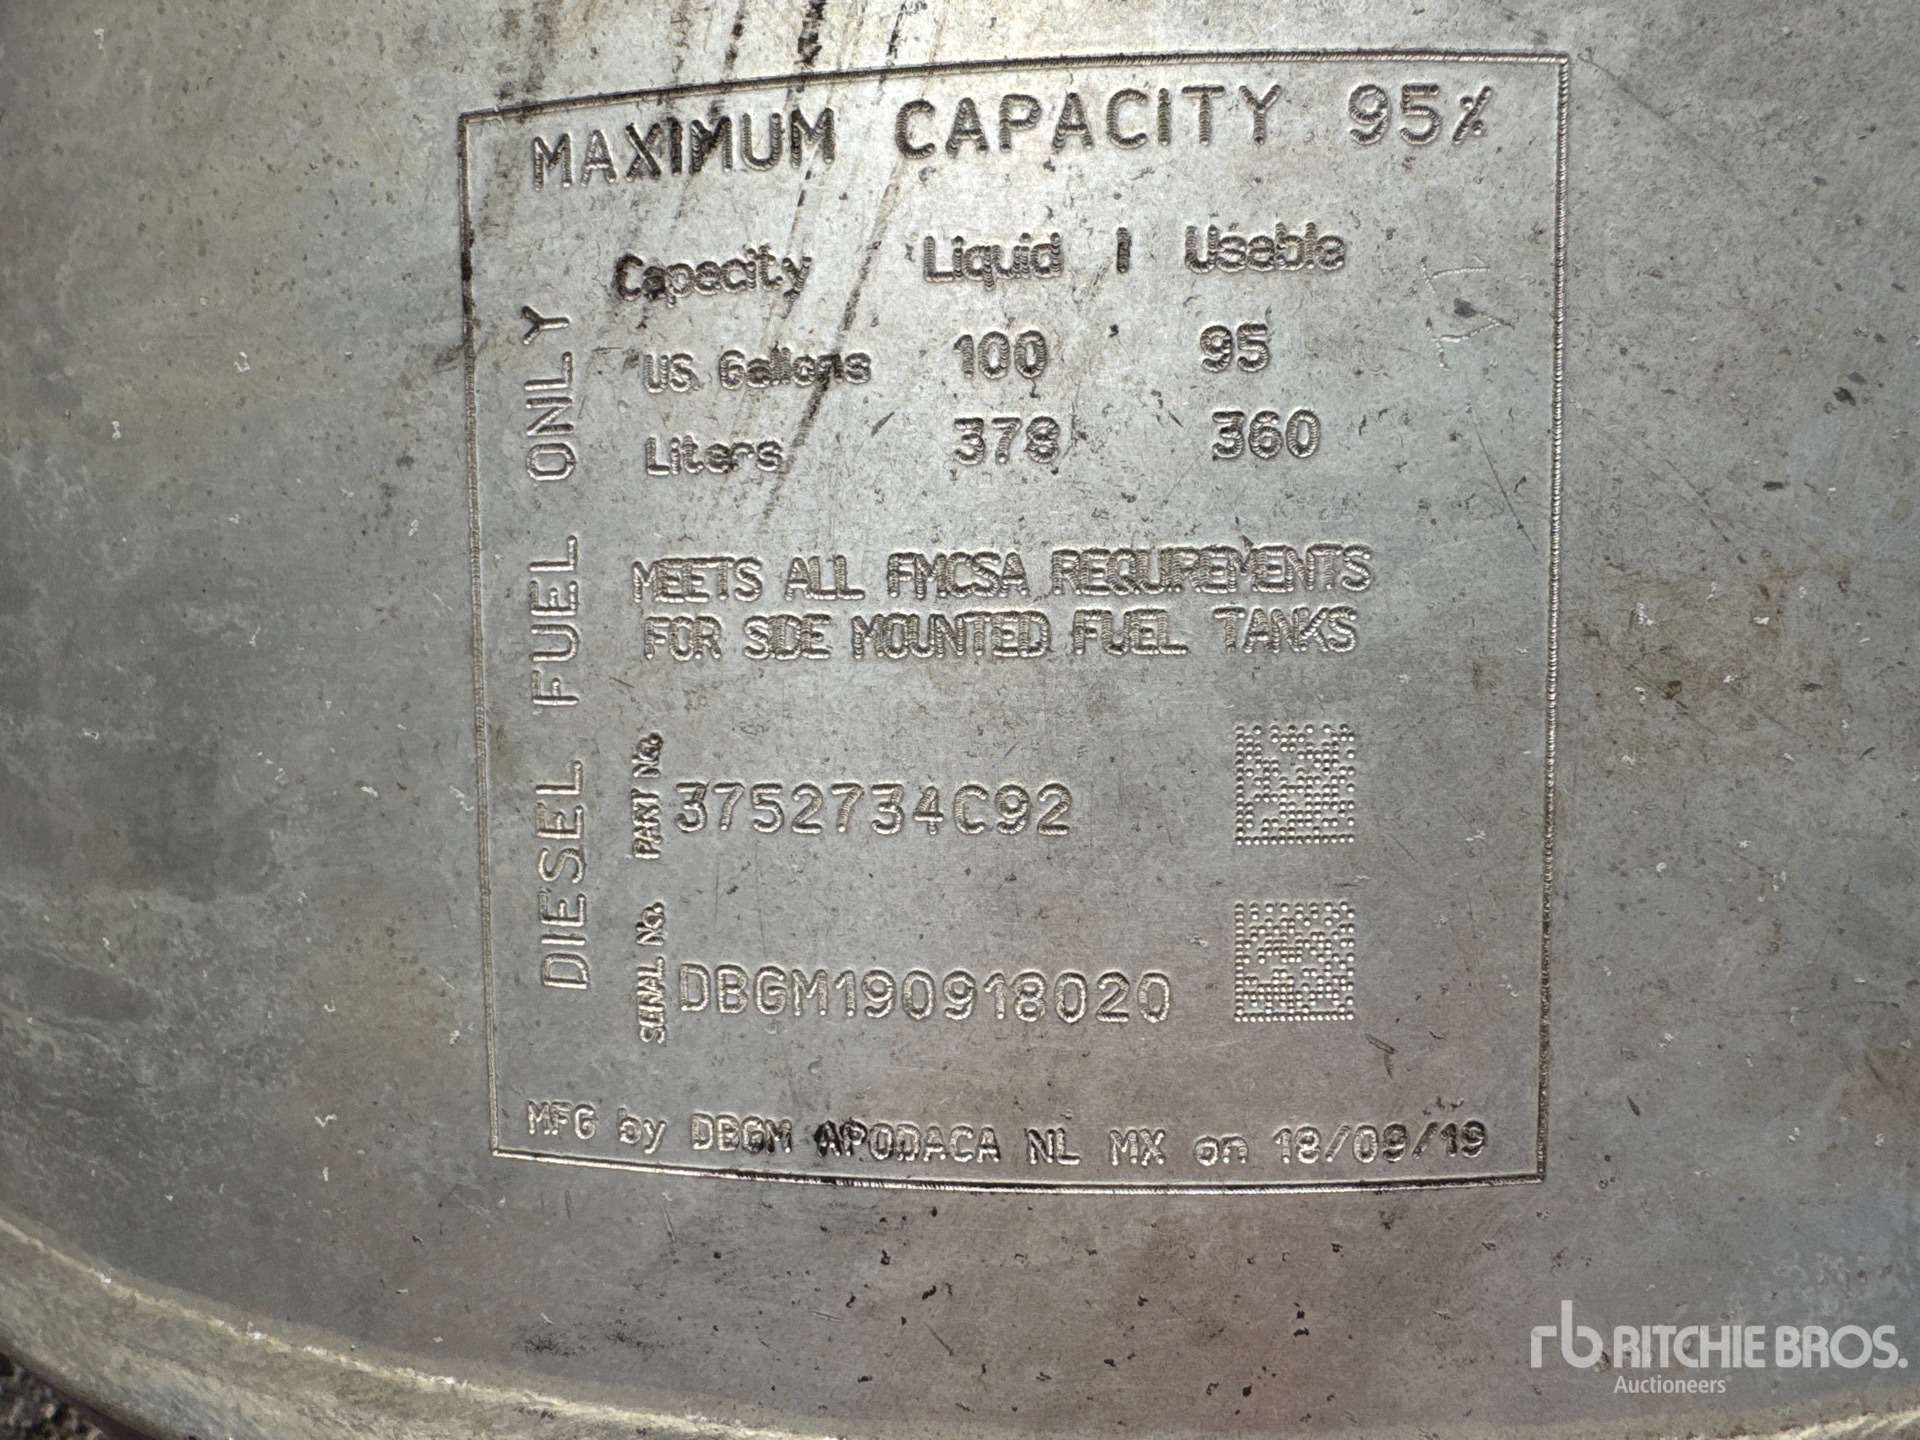 MAXIMUM CAPACITY 95%
Capacity Liquid | Usable
US. Gallons 100 95
Liters 378 360
DIESEL FUEL ONLY
MEETS ALL FMCSA REQUIREMENTS
FOR SIDE MOUNTED FUEL TANKS
PART No. 3752734C92
SERIAL No. DBGM190918020
MFG by DBGM APODACA NL MX on 18/09/19
rb RITCHIE BROS.
Auctioneers